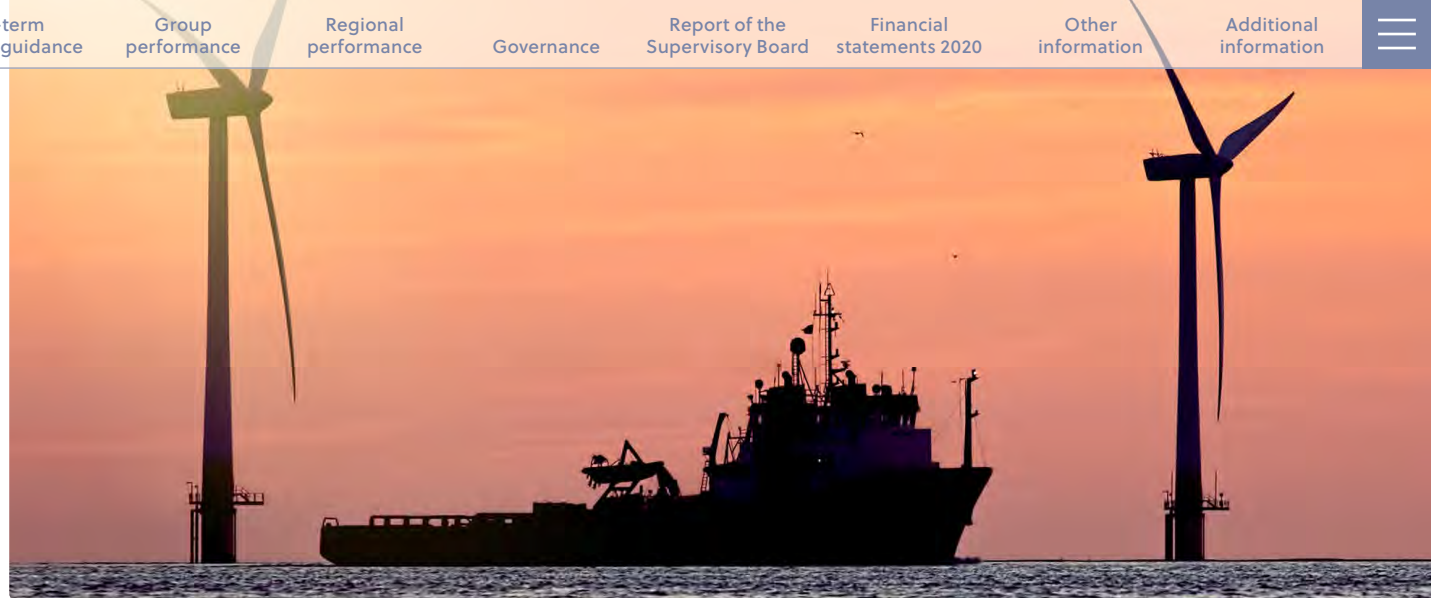 term
guidance
Group
performance
Regional
performance
Governance
Report of the
Supervisory Board
Financial
statements 2020
Other
information
Additional
information